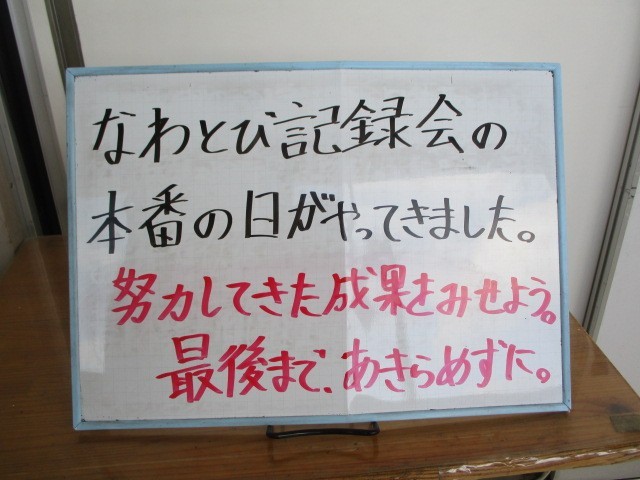 なわとび記録会の
本番の日がやってきました。
努力してきた成果をみせよう。
最後まで、あきらめずに。